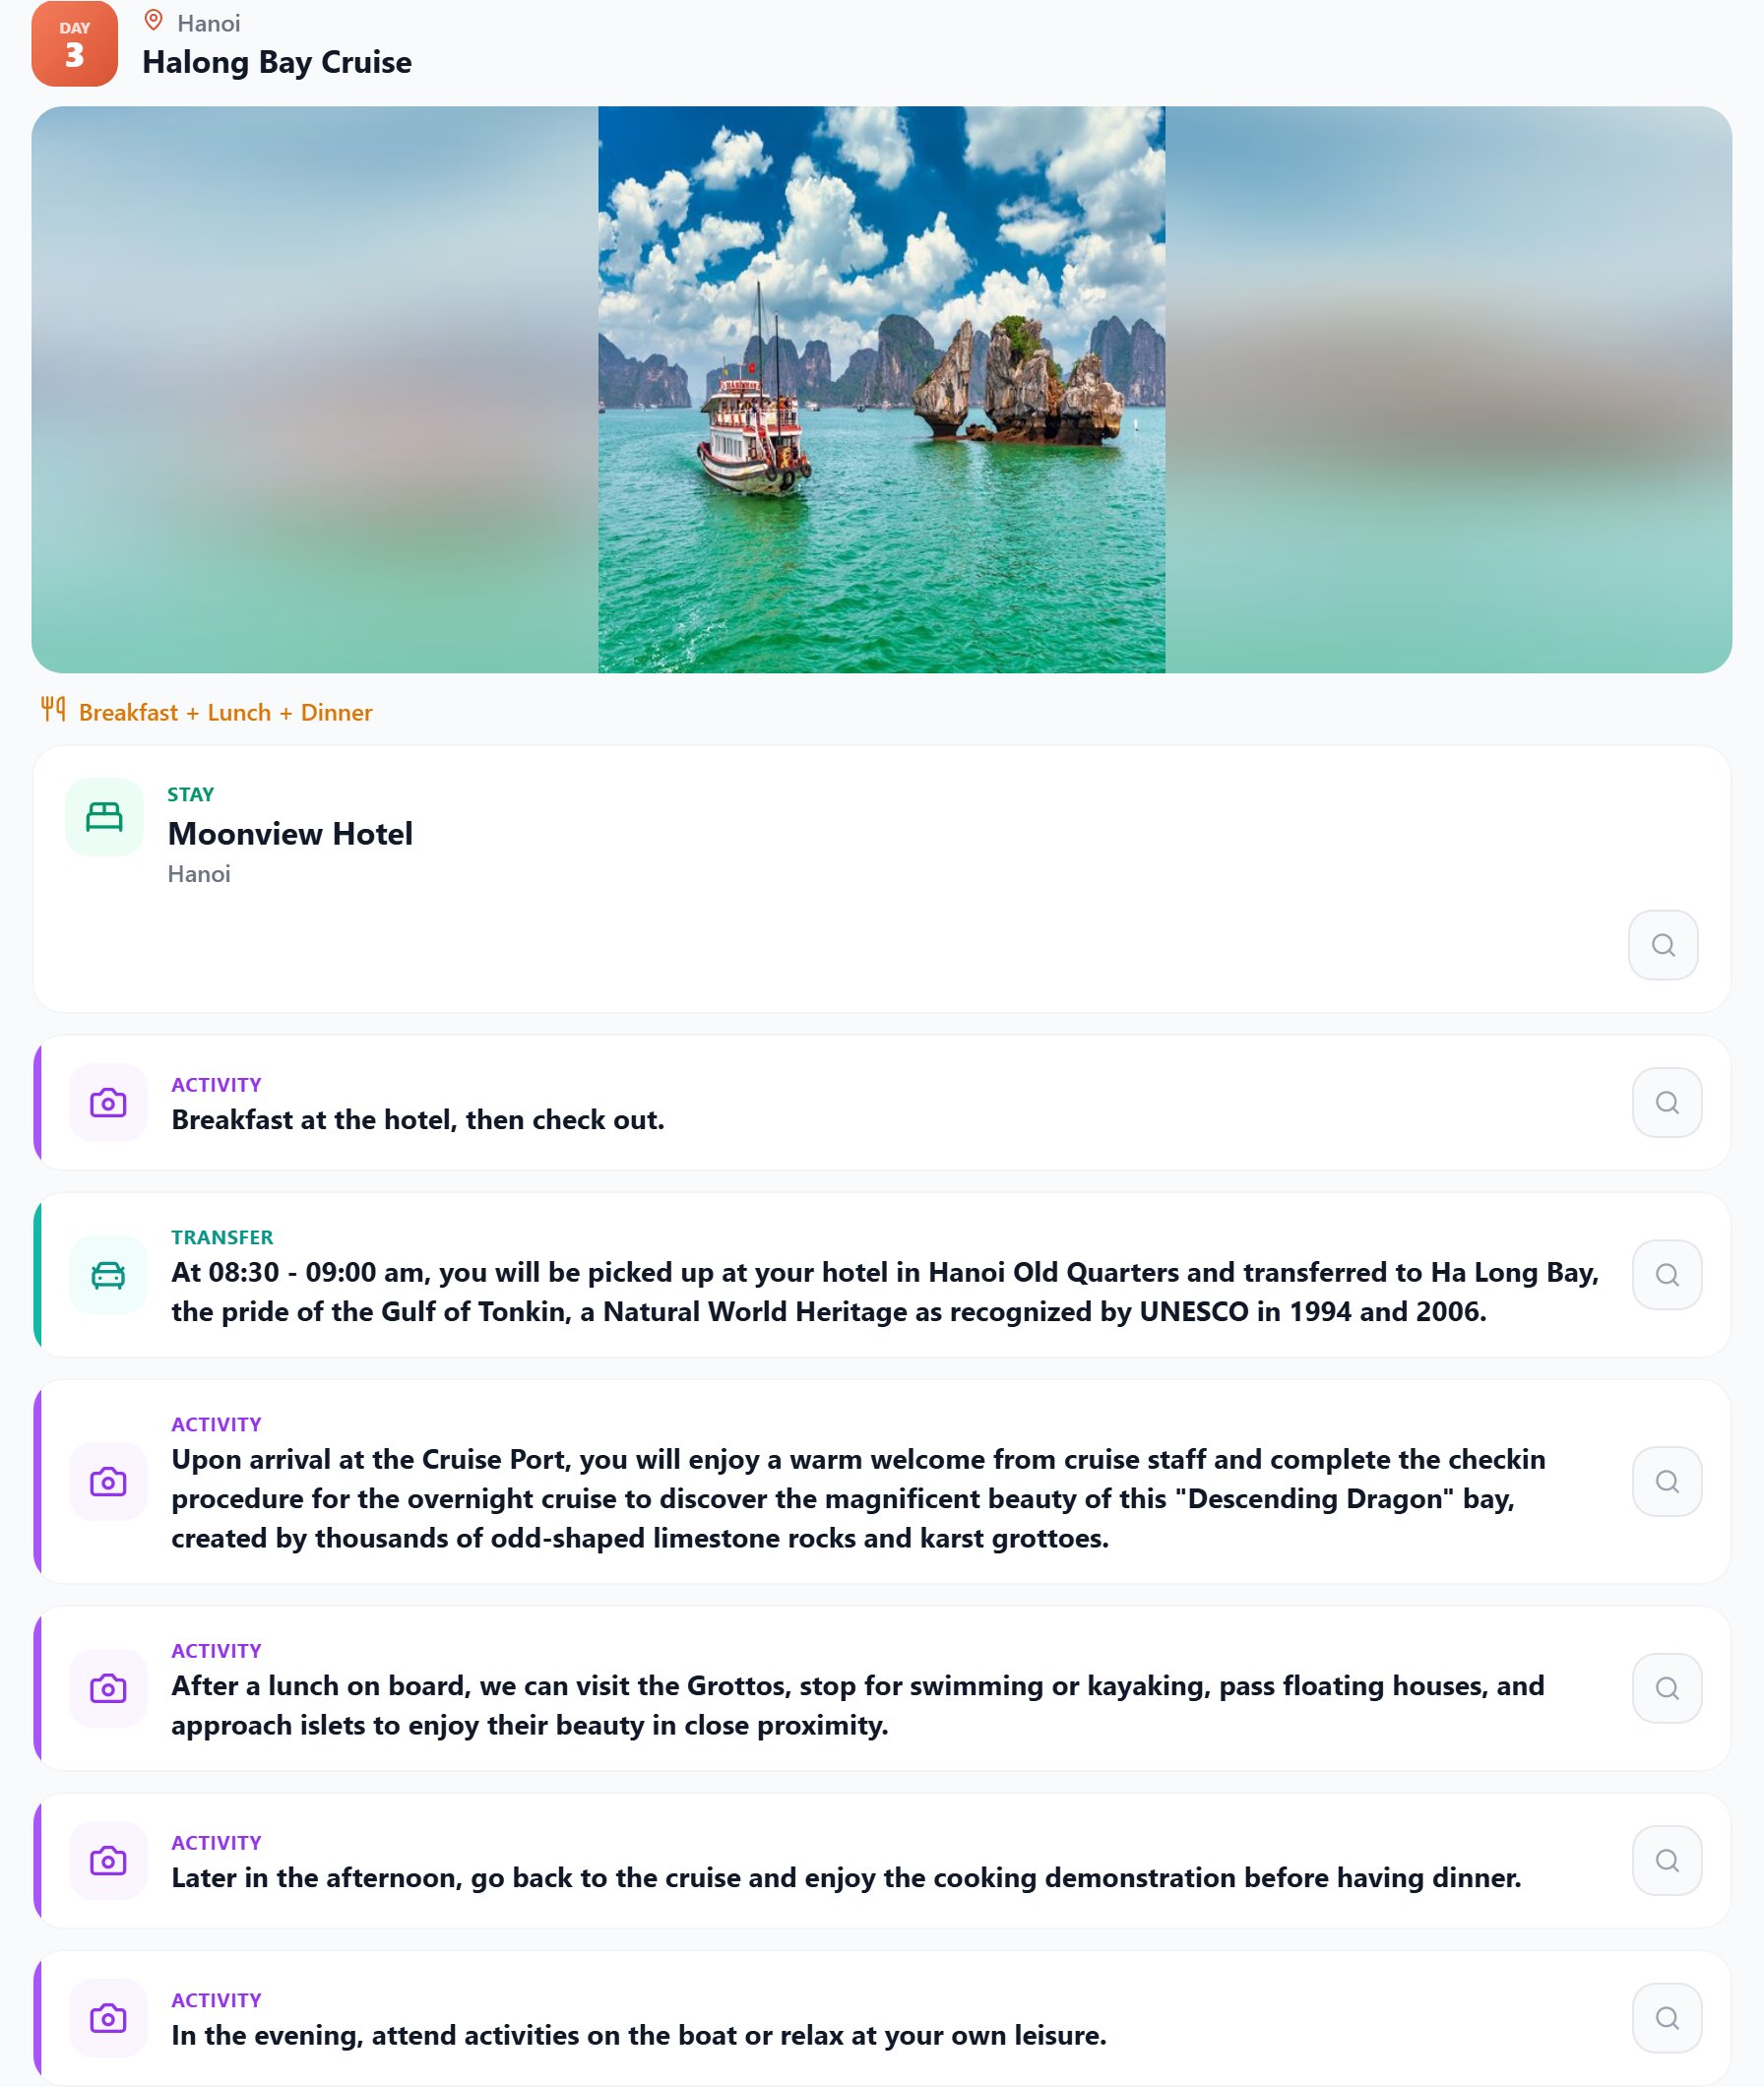 DAY
3
Hanoi
Halong Bay Cruise
Breakfast + Lunch + Dinner
STAY
Moonview Hotel
Hanoi
ACTIVITY
Breakfast at the hotel, then check out.
TRANSFER
At 08:30 - 09:00 am, you will be picked up at your hotel in Hanoi Old Quarters and transferred to Ha Long Bay,
the pride of the Gulf of Tonkin, a Natural World Heritage as recognized by UNESCO in 1994 and 2006.
ACTIVITY
Upon arrival at the Cruise Port, you will enjoy a warm welcome from cruise staff and complete the checkin
procedure for the overnight cruise to discover the magnificent beauty of this "Descending Dragon" bay,
created by thousands of odd-shaped limestone rocks and karst grottoes.
ACTIVITY
After a lunch on board, we can visit the Grottos, stop for swimming or kayaking, pass floating houses, and
approach islets to enjoy their beauty in close proximity.
ACTIVITY
Later in the afternoon, go back to the cruise and enjoy the cooking demonstration before having dinner.
ACTIVITY
In the evening, attend activities on the boat or relax at your own leisure.